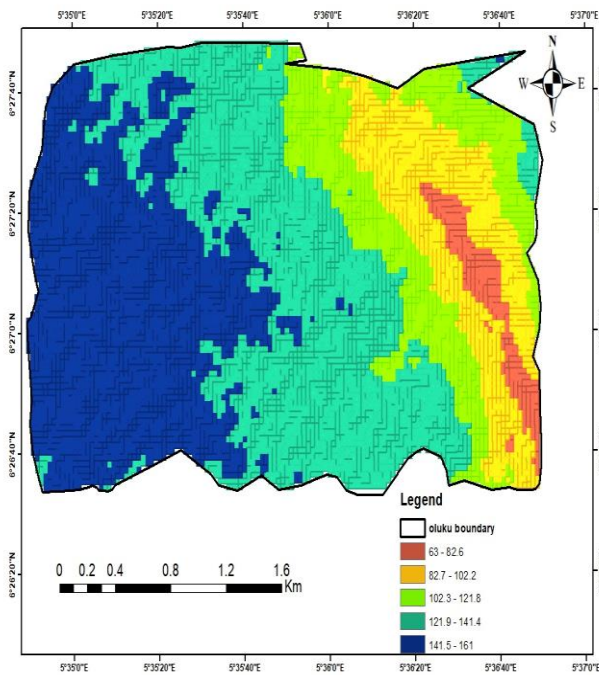 5°35'0"E 5°35'20"E 5°35'40"E 5°36'0"E 5°36'20"E 5°36'40"E 5°37'0"E
N
W E
S
6°27'40"N
6°27'20"N
6°27'0"N
6°26'40"N
6°26'20"N
Legend
oluku boundary
63 - 82.6
82.7 - 102.2
102.3 - 121.8
121.9 - 141.4
141.5 - 161
0 0.2 0.4 0.8 1.2 1.6
Km
5°35'0"E 5°35'20"E 5°35'40"E 5°36'0"E 5°36'20"E 5°36'40"E 5°37'0"E